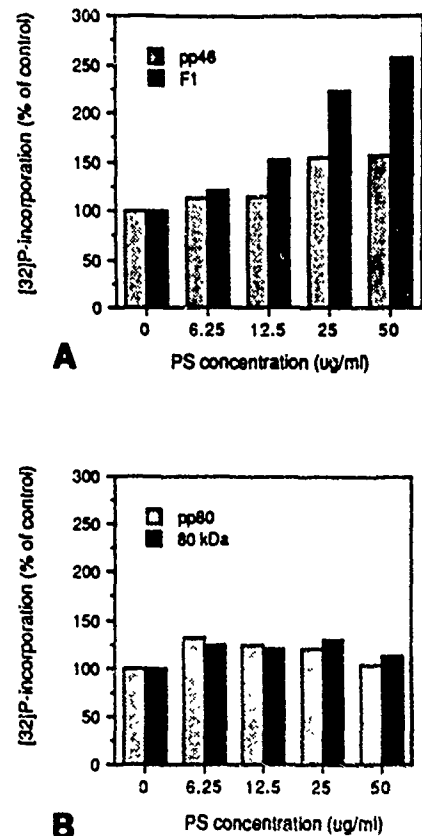 [32]P-incorporation (% of control)
300
250
200
150
100
50
0
pp46
F1
0 6.25 12.5 25 50
A PS concentration (ug/ml)
[32]P-incorporation (% of control)
300
250
200
150
100
50
0
pp80
80 kDa
0 6.25 12.5 25 50
B PS concentration (ug/ml)